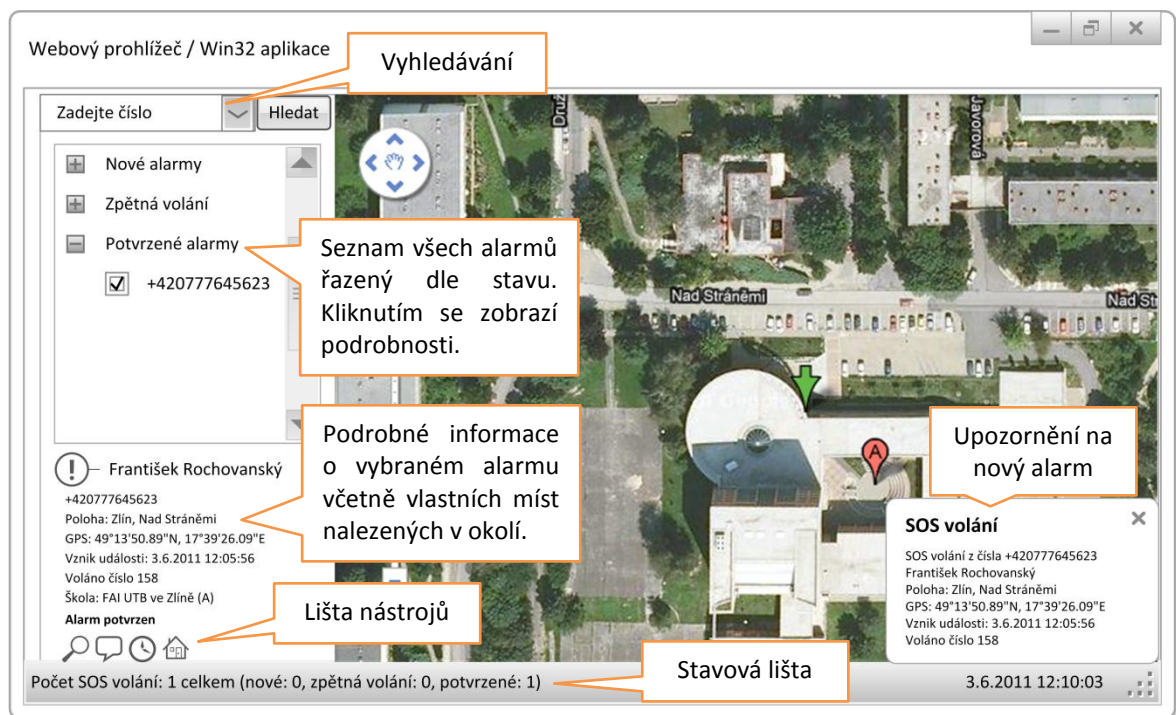 Webový prohlížeč / Win32 aplikace
Vyhledávání
Zadejte číslo
Hledat
Nové alarmy
Zpětná volání
Potvrzené alarmy
+420777645623
Seznam všech alarmů
řazený dle stavu.
Kliknutím se zobrazí
podrobnosti.
Javorová
Nad Stráněmi
Podrobné informace
o vybraném alarmu
včetně vlastních míst
nalezených v okolí.
František Rochovanský
+420777645623
Poloha: Zlín, Nad Stráněmi
GPS: 49°13'50.89"N, 17°39'26.09"E
Vznik události: 3.6.2011 12:05:56
Voláno číslo 158
Škola: FAI UTB ve Zlíně (A)
Alarm potvrzen
Lišta nástrojů
A
Upozornění na
nový alarm
SOS volání
SOS volání z čísla +420777645623
František Rochovanský
Poloha: Zlín, Nad Stráněmi
GPS: 49°13'50.89"N, 17°39'26.09"E
Vznik události: 3.6.2011 12:05:56
Voláno číslo 158
Stavová lišta
Počet SOS volání: 1 celkem (nové: 0, zpětná volání: 0, potvrzené: 1)
3.6.2011 12:10:03